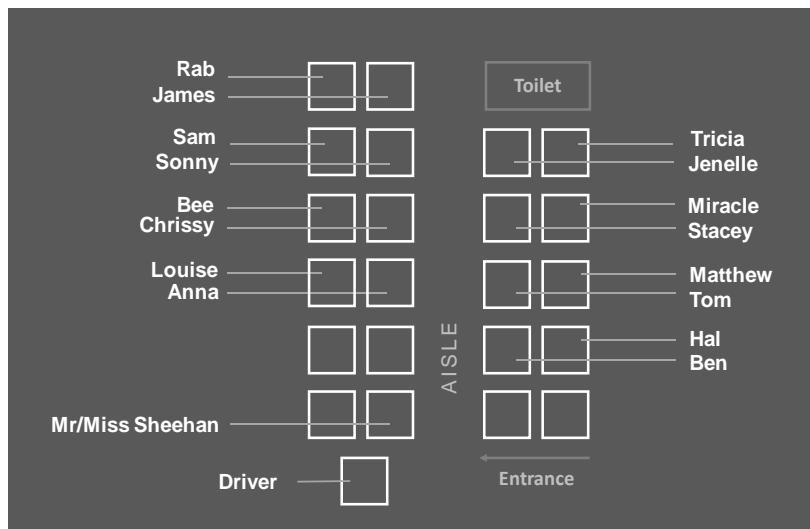 Rab
James
Toilet
Sam
Sonny
Tricia
Jenelle
Bee
Chrissy
Miracle
Stacey
Louise
Anna
Matthew
Tom
AISLE
Hal
Ben
Mr/Miss Sheehan
Driver
Entrance